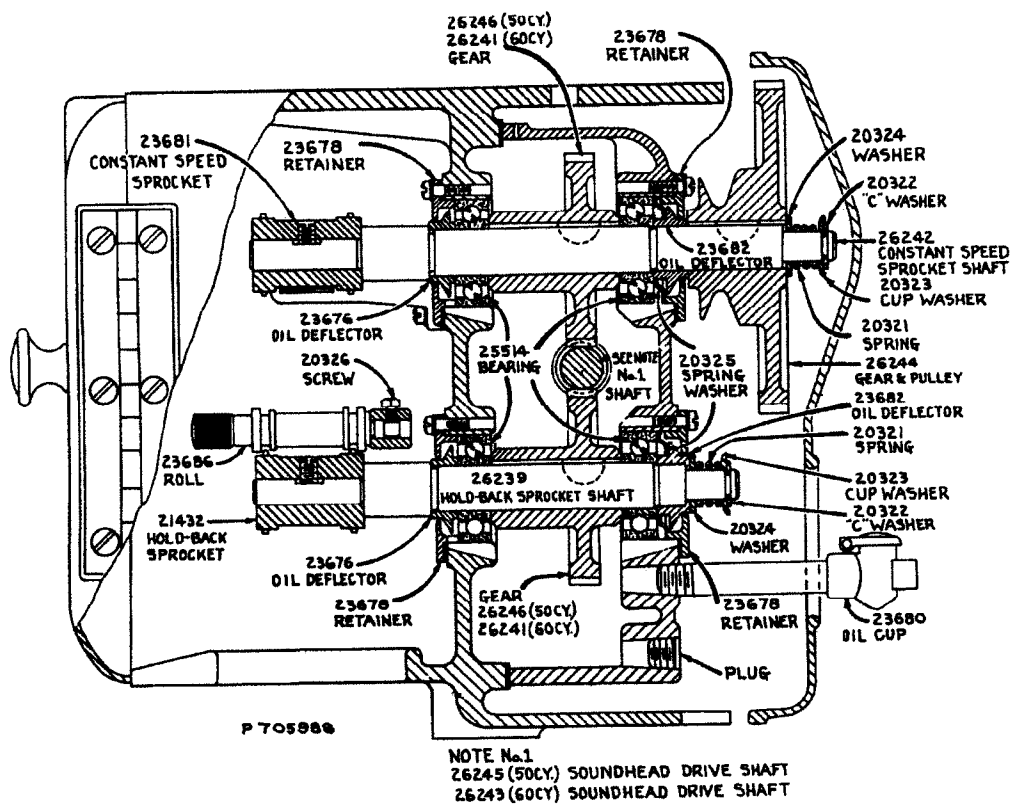 26246 (50CY.)
26241 (60CY)
GEAR
23678
RETAINER
23681
CONSTANT SPEED
SPROCKET
23678
RETAINER
20324
WASHER
20322
"C" WASHER
23682
OIL DEFLECTOR
26242
CONSTANT SPEED
SPROCKET SHAFT
20323
CUP WASHER
23676
OIL DEFLECTOR
20321
SPRING
25514
BEARING
SEE NOTE
No.1
SHAFT
20325
SPRING
WASHER
20326
SCREW
26244
GEAR & PULLEY
23682
OIL DEFLECTOR
20321
SPRING
23686
ROLL
26239
HOLD-BACK SPROCKET SHAFT
20323
CUP WASHER
20322
"C" WASHER
21432
HOLD-BACK
SPROCKET
20324
WASHER
23676
OIL DEFLECTOR
23678
RETAINER
GEAR
26246 (50CY.)
26241 (60CY.)
23678
RETAINER
23680
OIL CUP
PLUG
NOTE No.1
26245 (50CY.) SOUNDHEAD DRIVE SHAFT
26243 (60CY) SOUNDHEAD DRIVE SHAFT